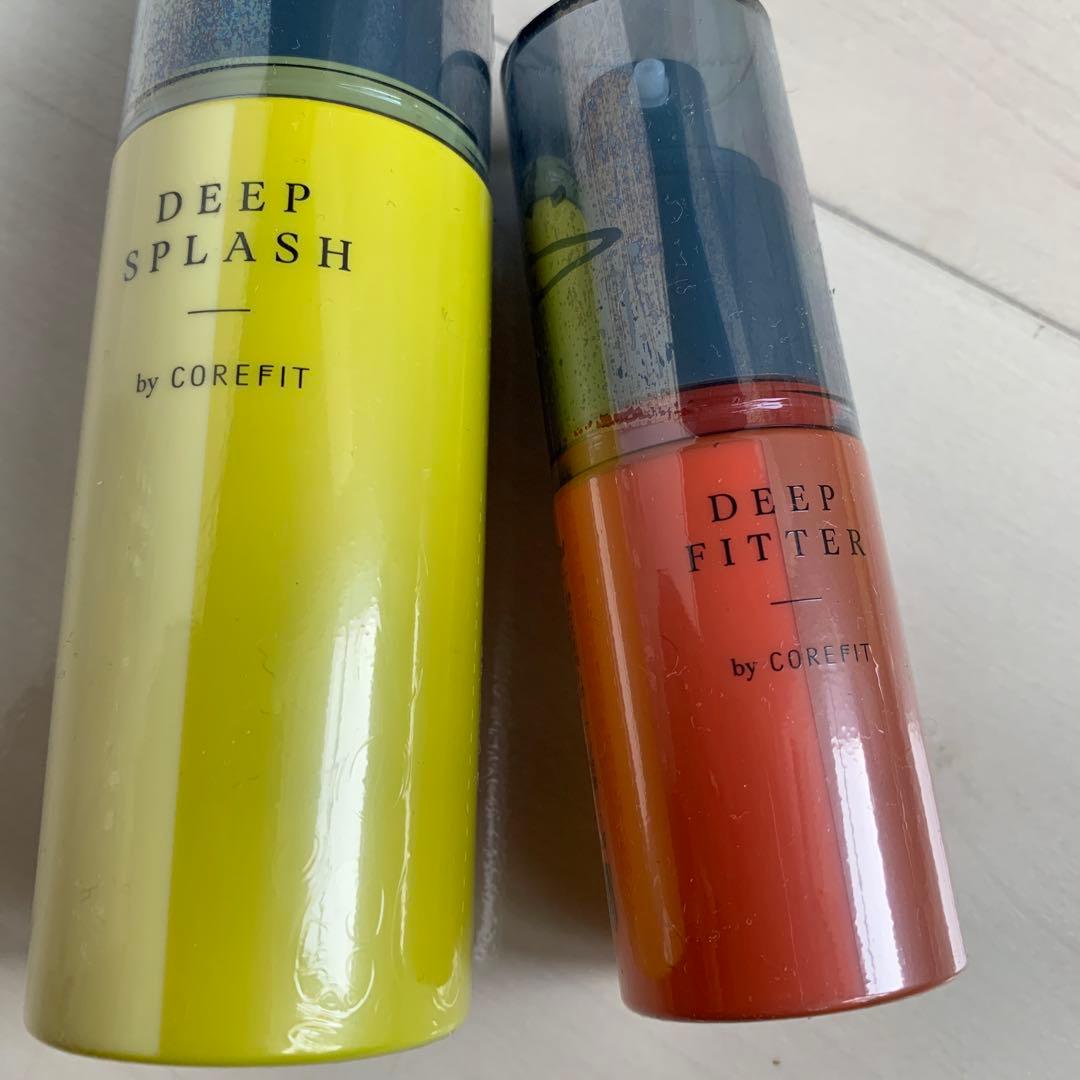 DEEP
SPLASH
by COREFIT
DEEP
FITTER
by COREFIT